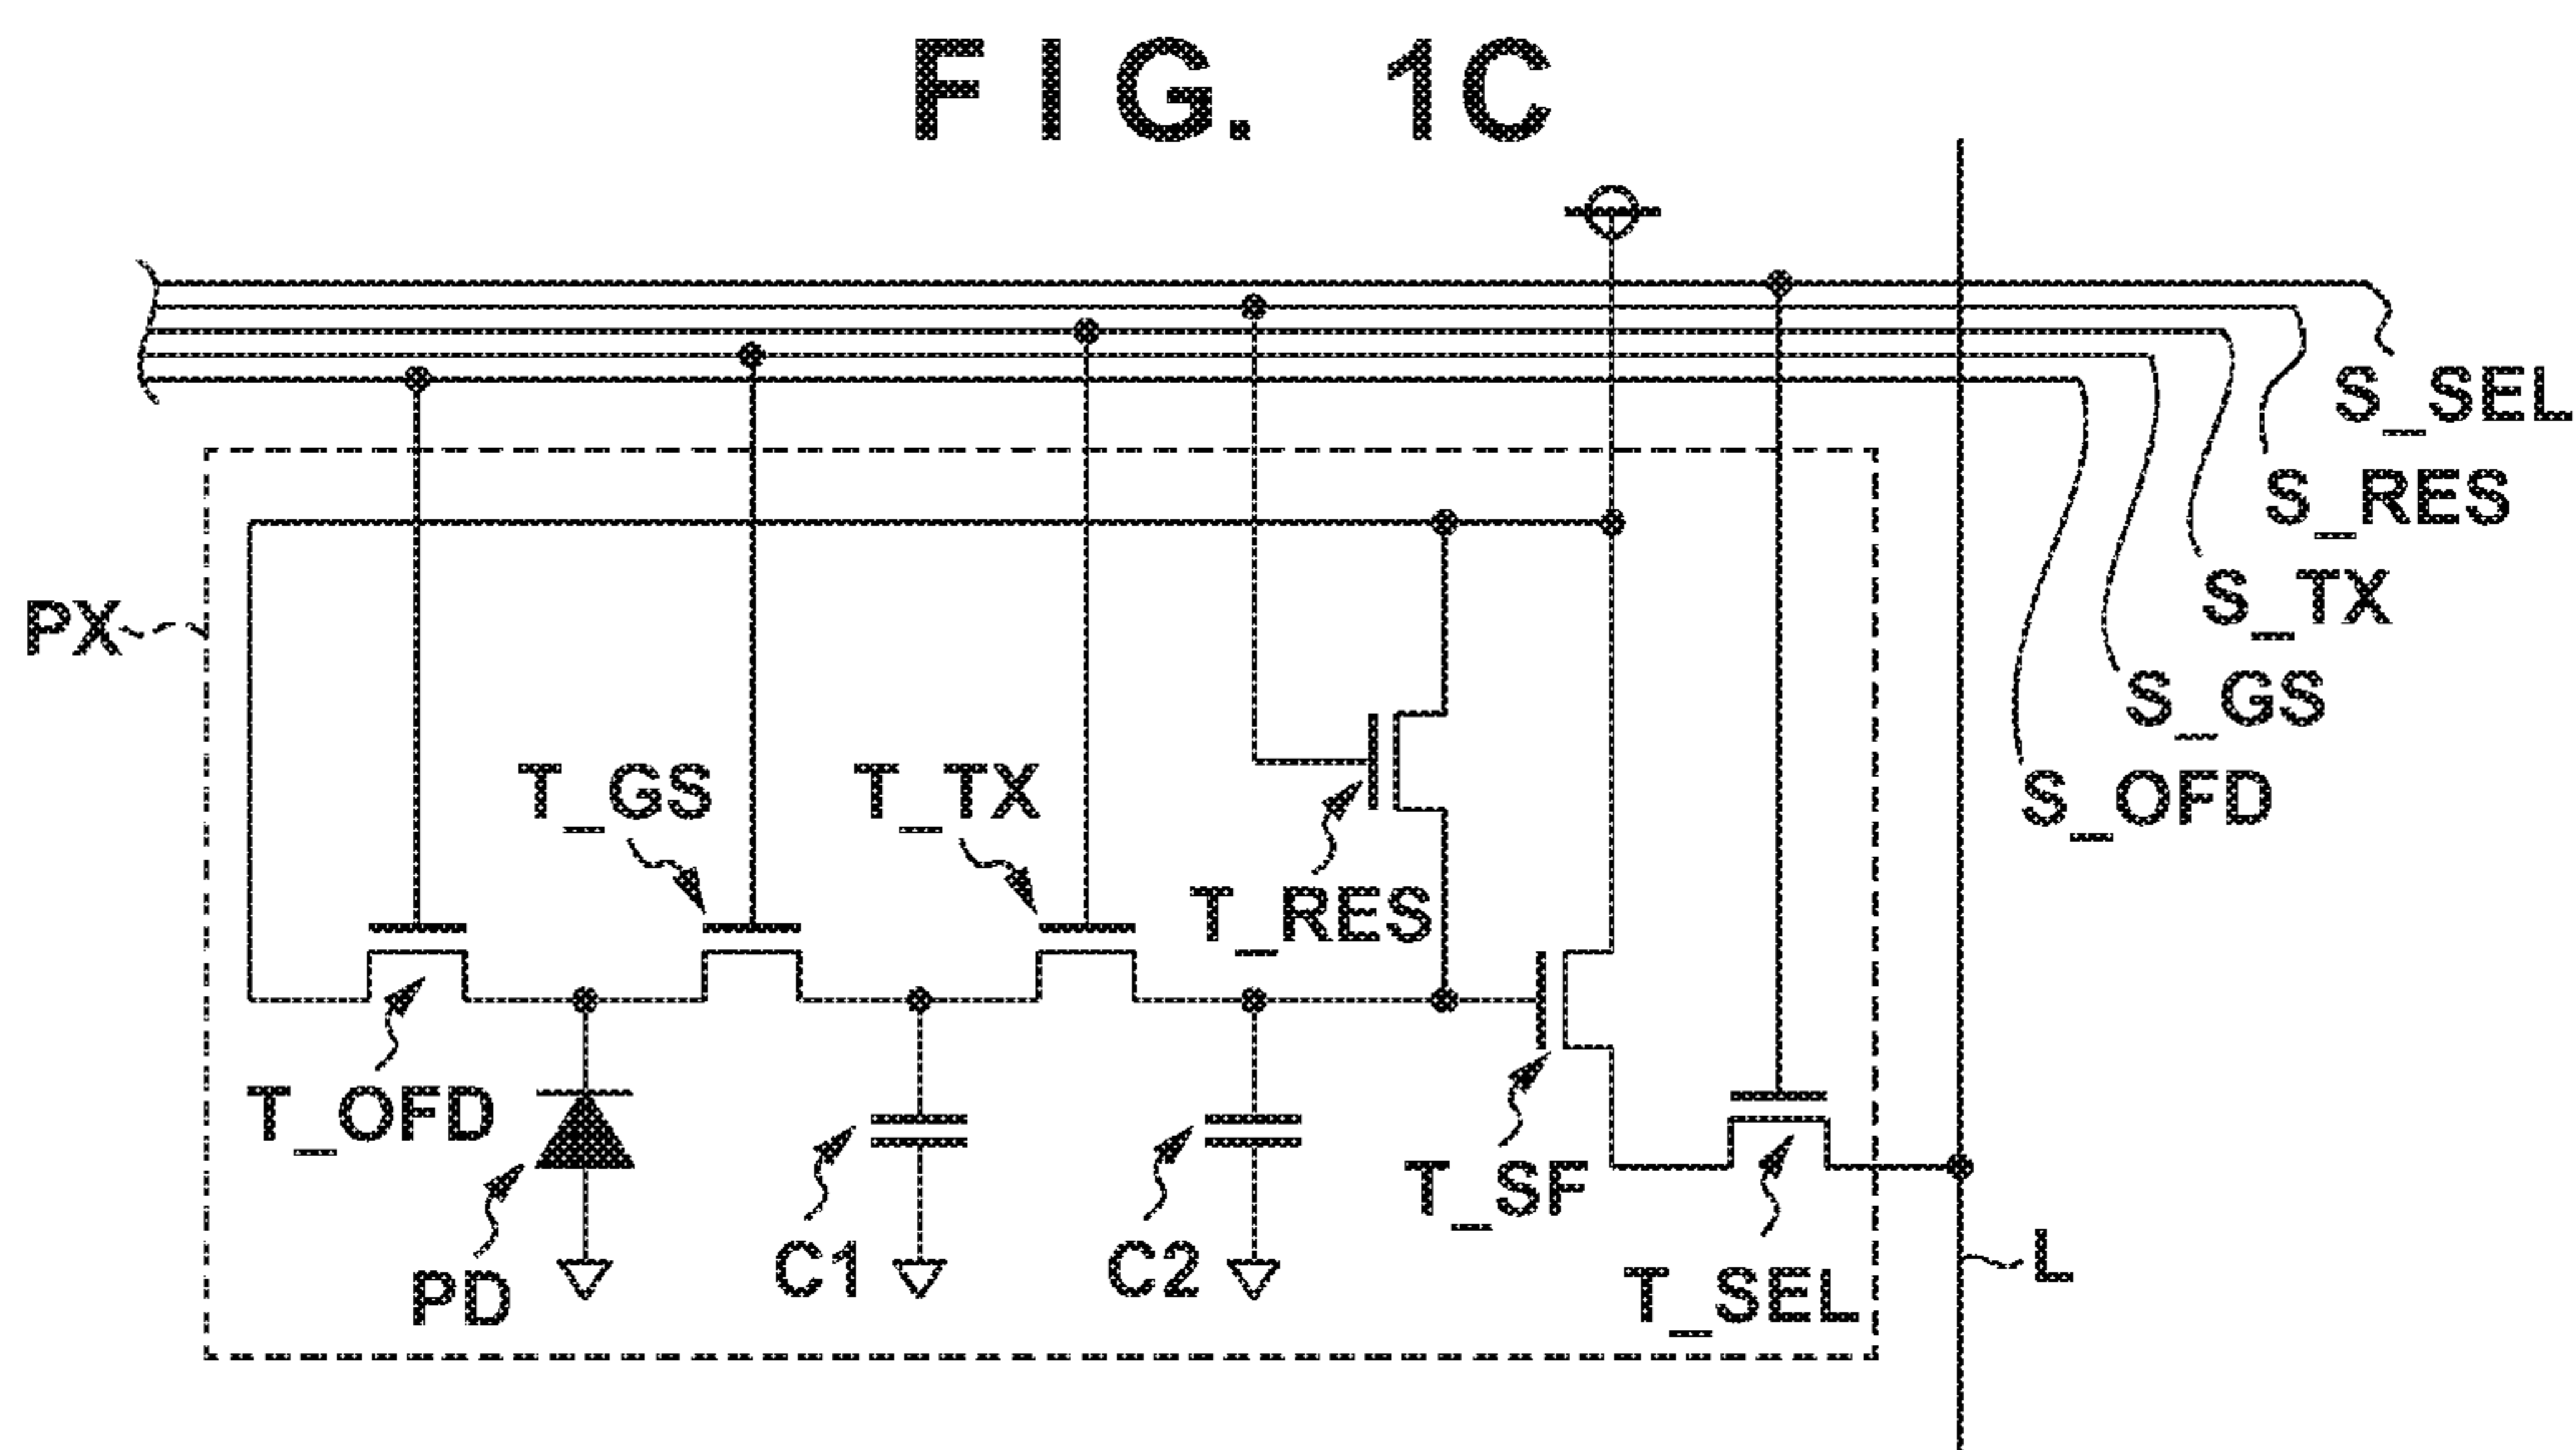 FIG. 1C
S_SEL
S_RES
S_TX
PX
S_GS
T_GS
T_TX
S_OFD
T_RES
T_OFD
T_SF
C1
C2
L
PD
T_SEL